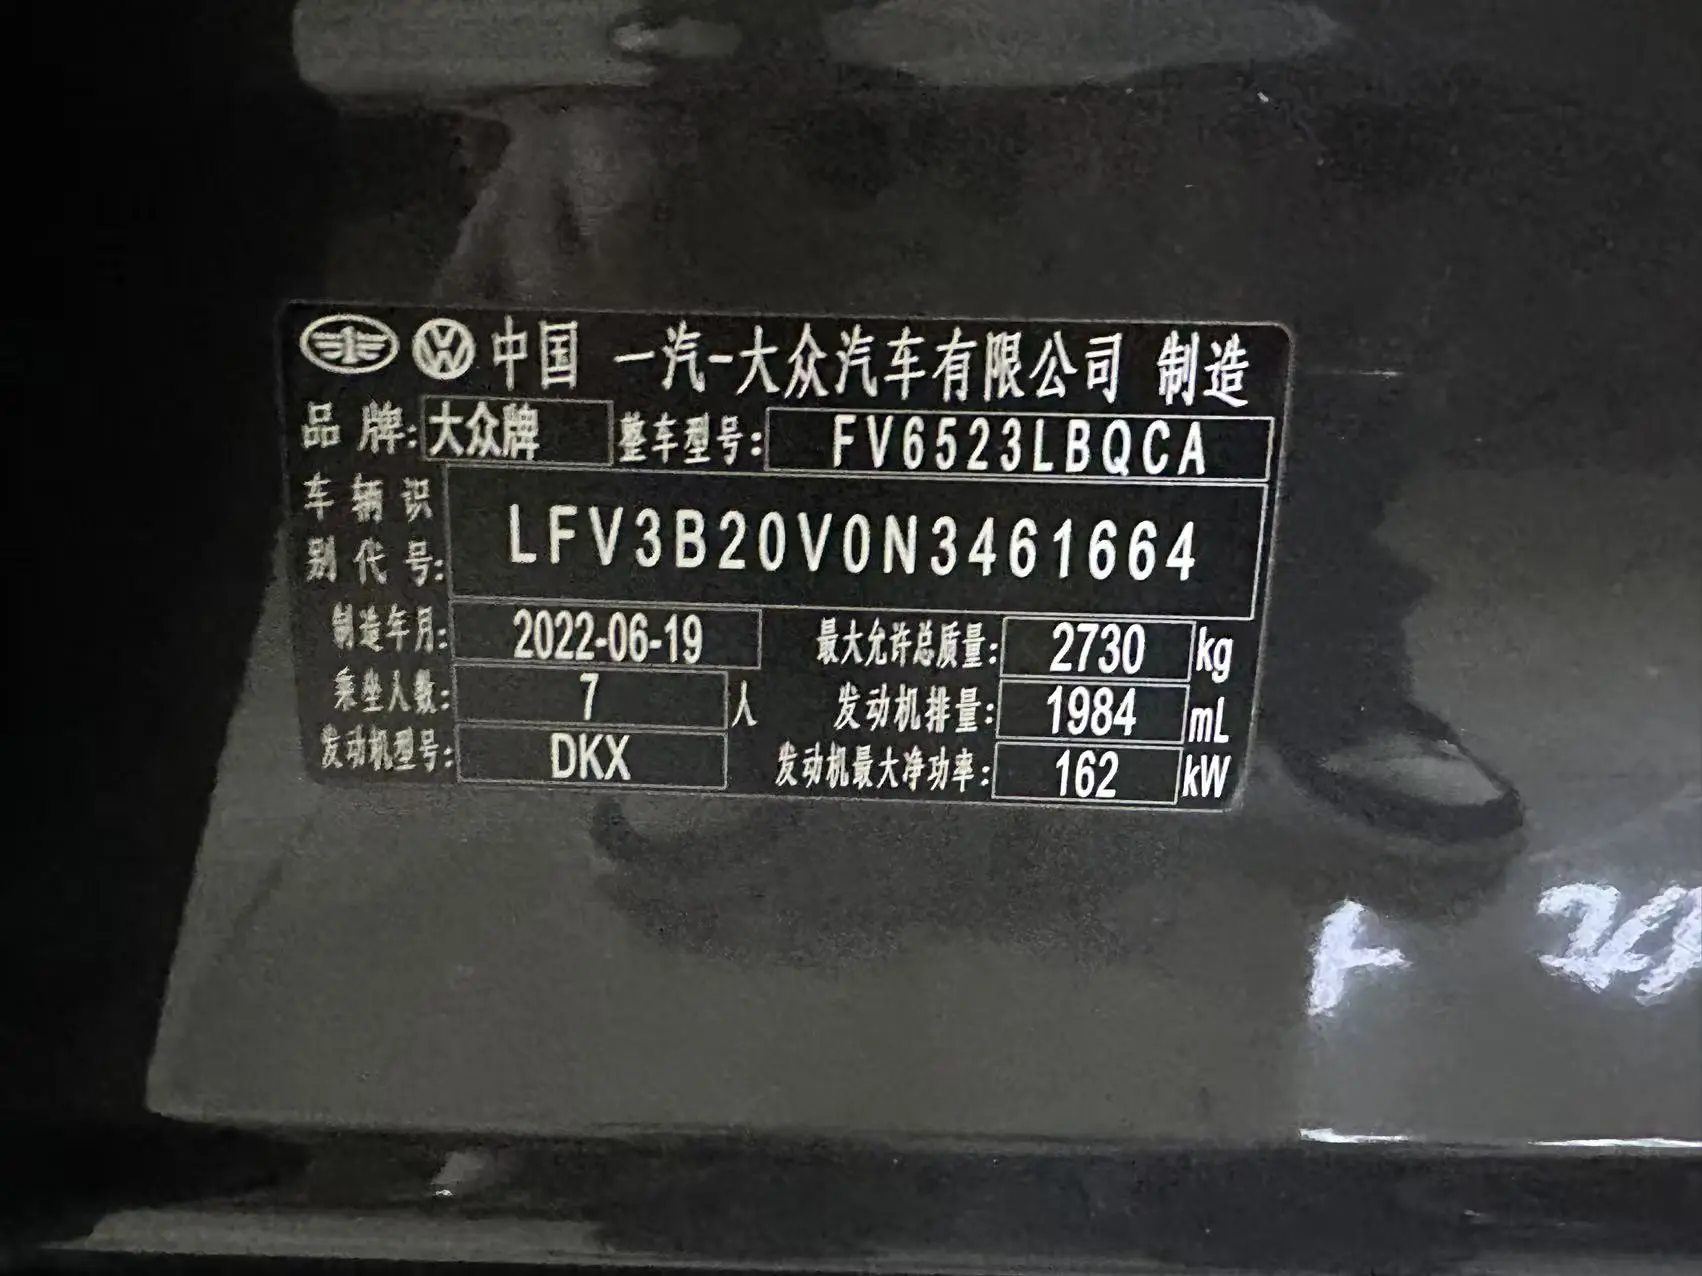 中国 一汽-大众汽车有限公司 制造
品牌: 大众牌 整车型号: FV6523LBQCA
车辆识别代号: LFV3B20V0N3461664
制造年月: 2022-06-19 最大允许总质量: 2730 kg
乘坐人数: 7 人 发动机排量: 1984 mL
发动机型号: DKX 发动机最大净功率: 162 kW